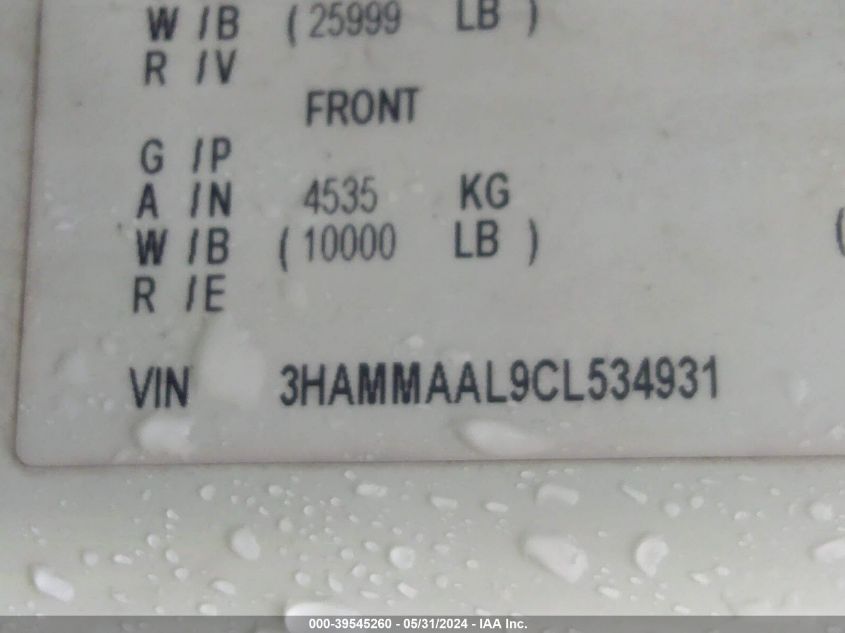 W /B ( 25999 LB )
R /V
FRONT
G /P
A /N 4535 KG
W /B ( 10000 LB ) (
R /E
VIN 3HAMMAAL9CL534931
000-39545260 - 05/31/2024 - IAA Inc.